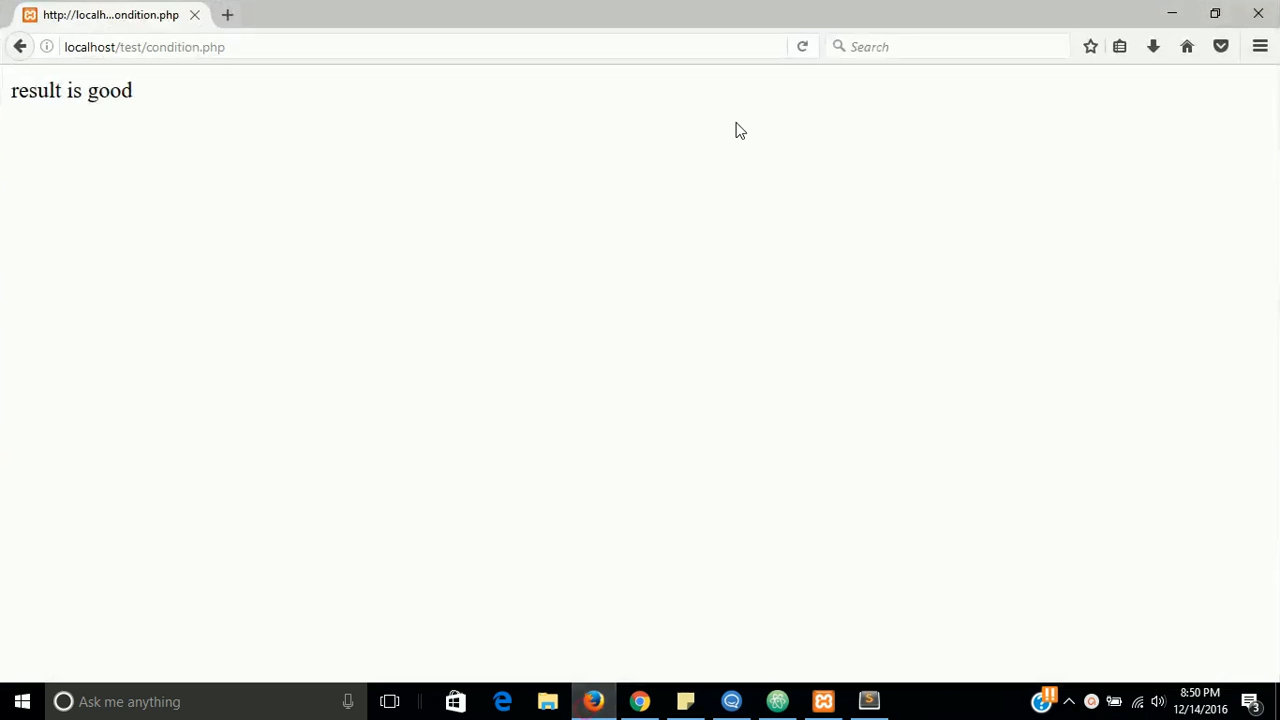 http://localh...ondition.php
localhost/test/condition.php
Search
result is good
Ask me anything
8:50 PM
12/14/2016
3